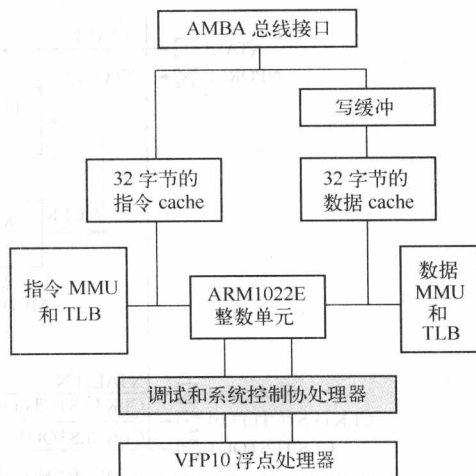 AMBA 总线接口
写缓冲
32 字节的
指令 cache
32 字节的
数据 cache
指令 MMU
和 TLB
ARM1022E
整数单元
数据
MMU
和
TLB
调试和系统控制协处理器
VFP10 浮点处理器